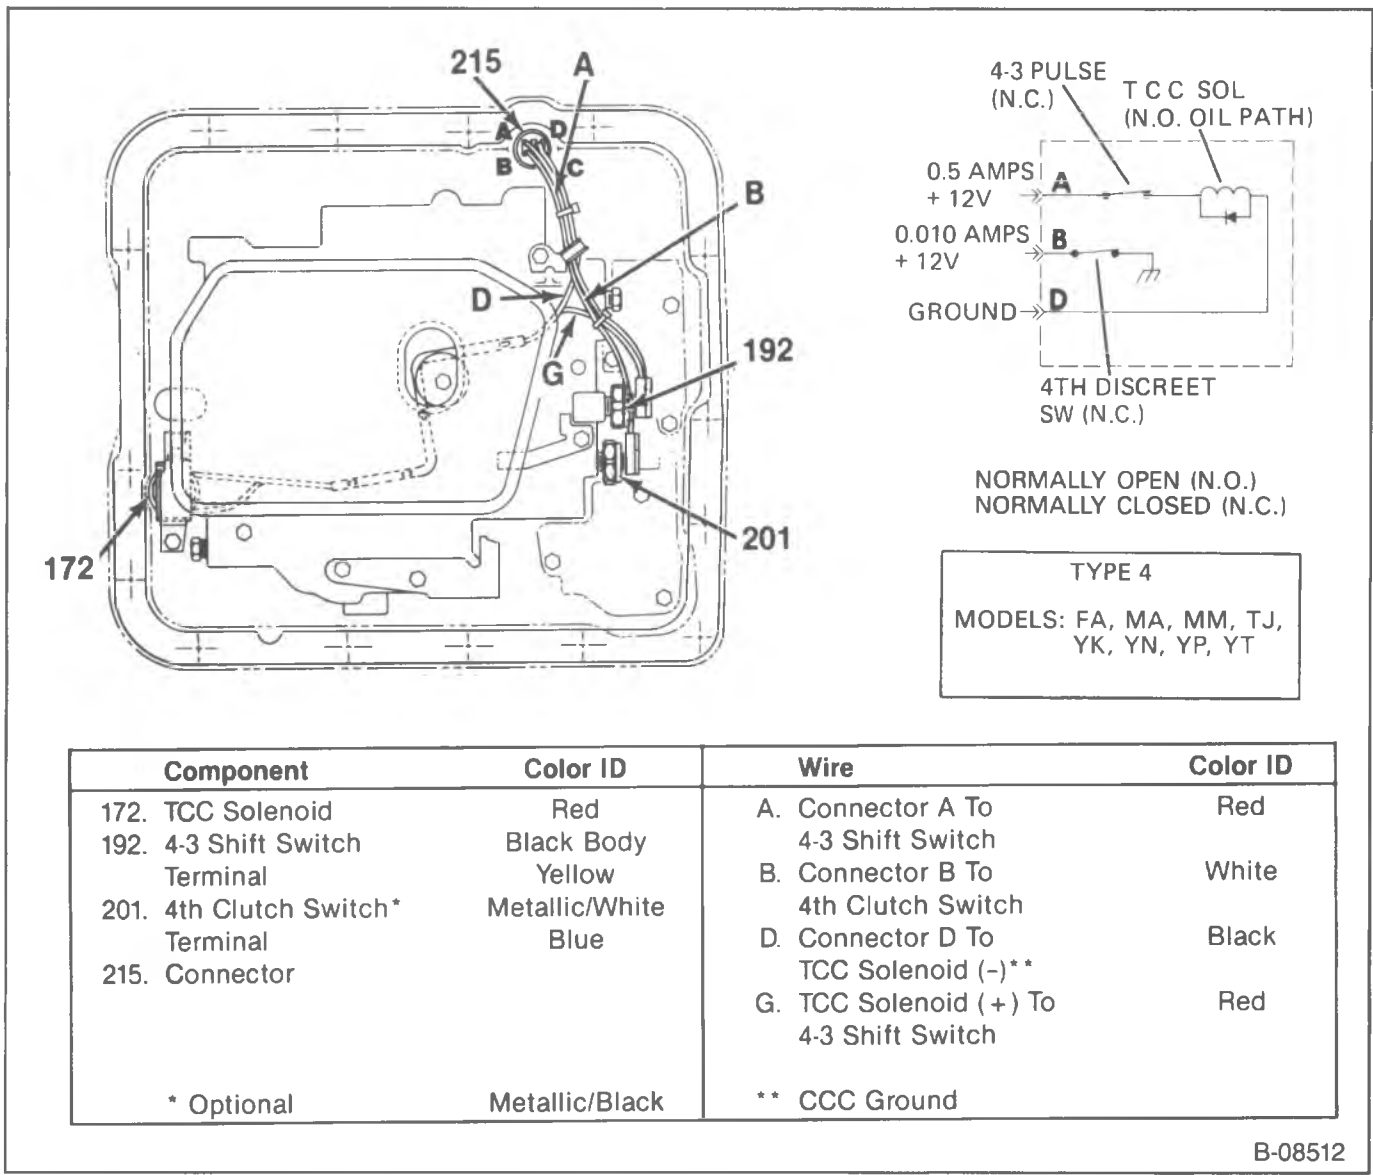 215 A
A D
B C
B
D
G
192
201
172
4-3 PULSE
(N.C.)
T C C SOL
(N.O. OIL PATH)
0.5 AMPS
+ 12V
A
0.010 AMPS
+ 12V
B
GROUND
D
4TH DISCREET
SW (N.C.)
NORMALLY OPEN (N.O.)
NORMALLY CLOSED (N.C.)
TYPE 4
MODELS: FA, MA, MM, TJ,
YK, YN, YP, YT
Component Color ID
172. TCC Solenoid Red
192. 4-3 Shift Switch Black Body
Terminal Yellow
201. 4th Clutch Switch* Metallic/White
Terminal Blue
215. Connector
* Optional Metallic/Black
Wire Color ID
A. Connector A To Red
4-3 Shift Switch
B. Connector B To White
4th Clutch Switch
D. Connector D To Black
TCC Solenoid (-)**
G. TCC Solenoid (+) To Red
4-3 Shift Switch
** CCC Ground
B-08512